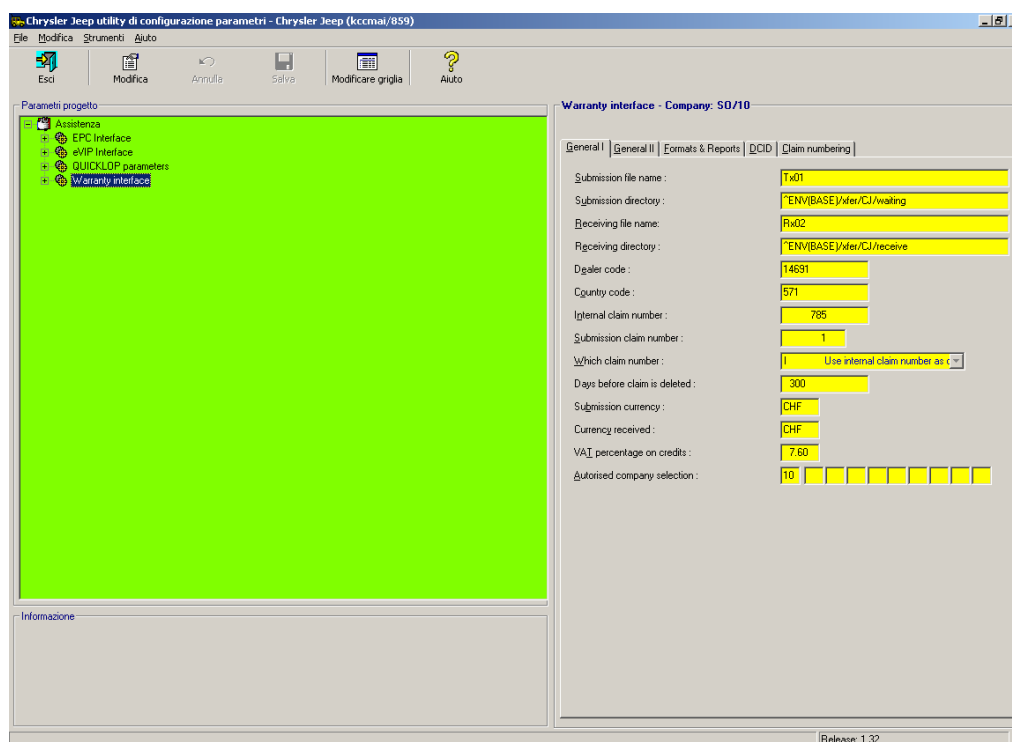 Chrysler Jeep utility di configurazione parametri - Chrysler Jeep (kccmai/859)
File Modifica Strumenti Aiuto
Esci Modifica Annulla Salva Modificare griglia Aiuto
Parametri progetto
Assistenza
EPC Interface
eVIP Interface
QUICKLOP parameters
Warranty interface
Informazione
Warranty interface - Company: SO/10
General I General II Formats & Reports DCID Claim numbering
Submission file name : Tx01
Submission directory : ^ENV(BASE)/xfer/CJ/waiting
Receiving file name: Rx02
Receiving directory : ^ENV(BASE)/xfer/CJ/receive
Dealer code : 14691
Country code : 571
Internal claim number : 785
Submission claim number : 1
Which claim number : I Use internal claim number as c
Days before claim is deleted : 300
Submission currency : CHF
Currency received : CHF
VAT percentage on credits : 7.60
Autorised company selection : 10
Release: 1.32